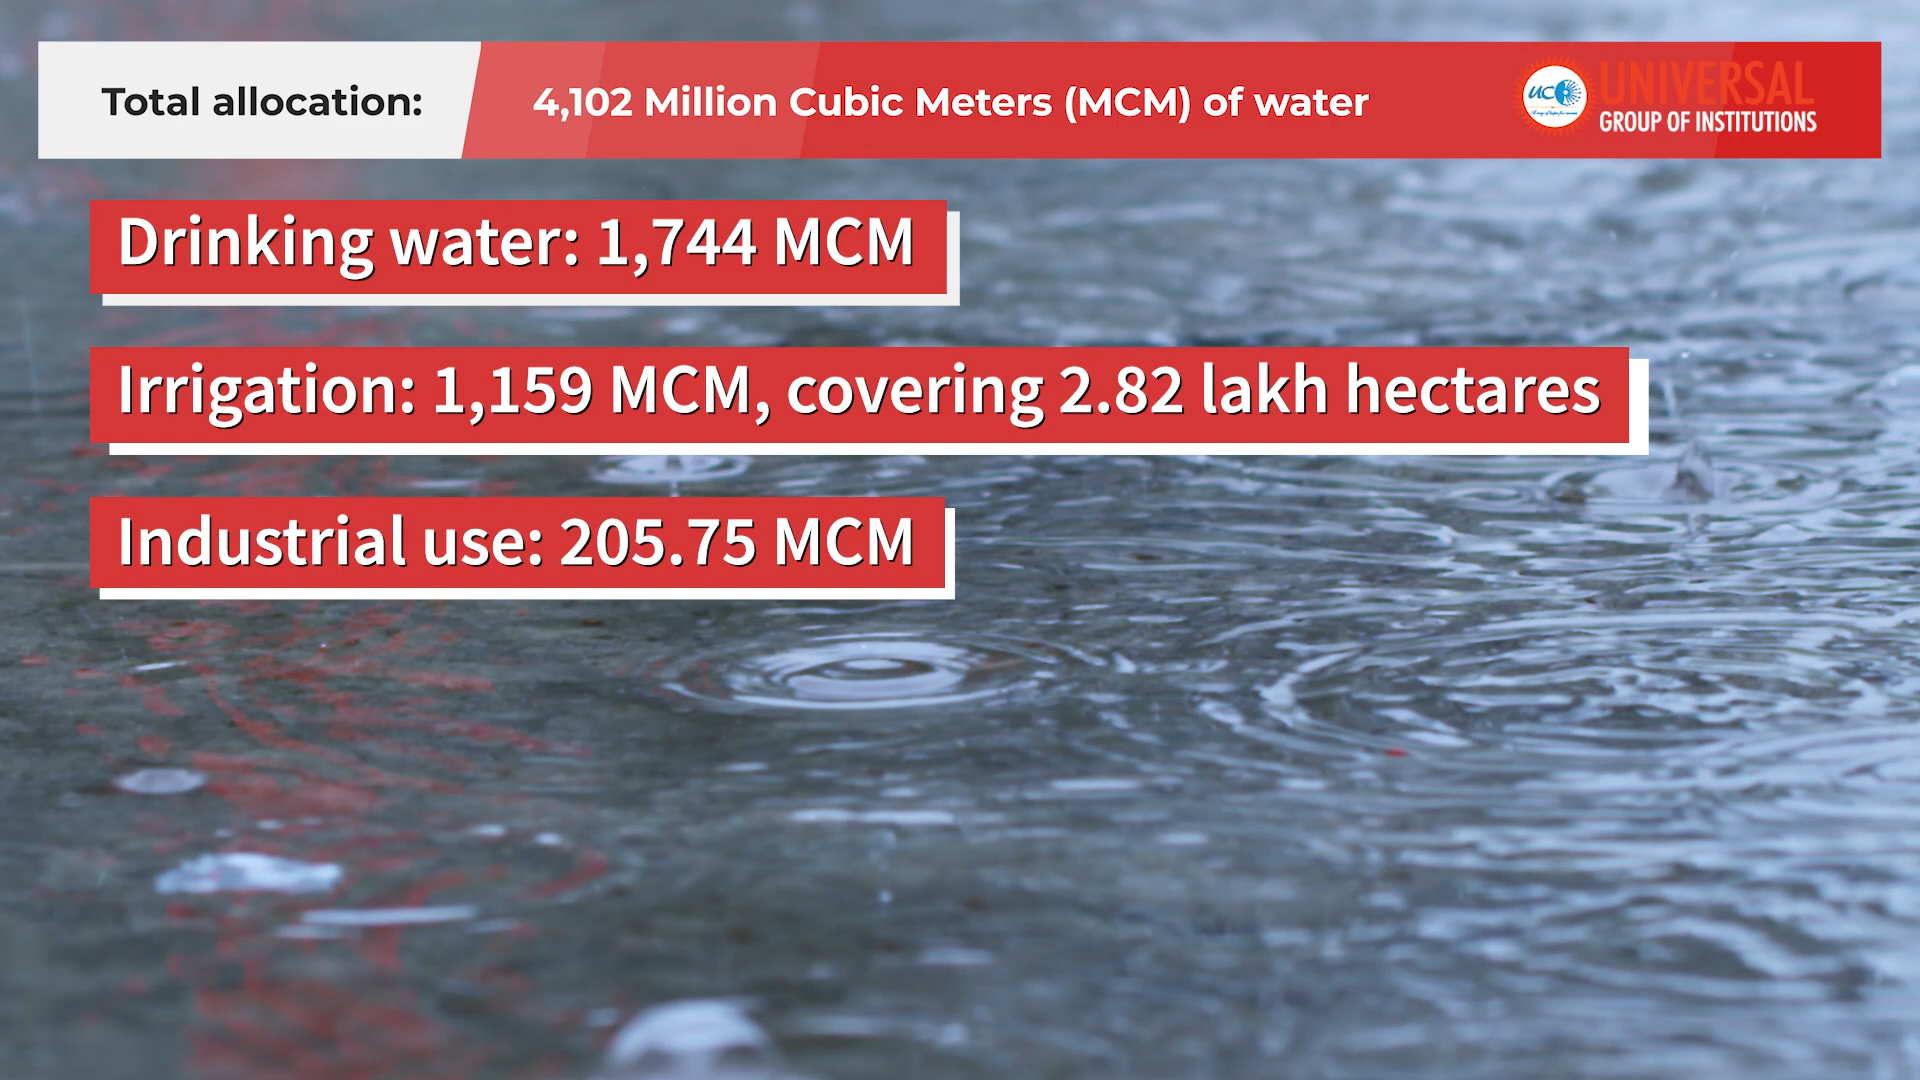 Total allocation: 4,102 Million Cubic Meters (MCM) of water
UNIVERSAL
GROUP OF INSTITUTIONS
Drinking water: 1,744 MCM
Irrigation: 1,159 MCM, covering 2.82 lakh hectares
Industrial use: 205.75 MCM